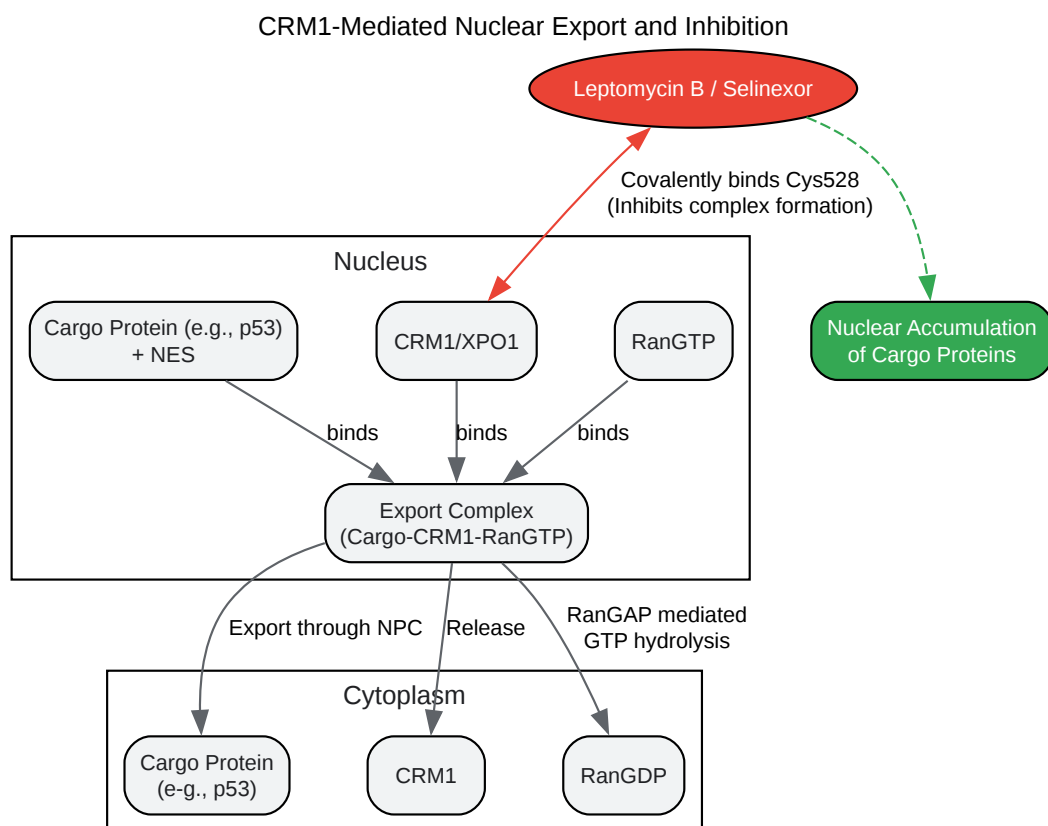 CRM1-Mediated Nuclear Export and Inhibition
Leptomycin B / Selinexor
Covalently binds Cys528
(Inhibits complex formation)
Nucleus
Cargo Protein (e.g., p53)
+ NES
CRM1/XPO1
RanGTP
Nuclear Accumulation
of Cargo Proteins
binds
binds
binds
Export Complex
(Cargo-CRM1-RanGTP)
Export through NPC
Release
RanGAP mediated
GTP hydrolysis
Cytoplasm
Cargo Protein
(e-g., p53)
CRM1
RanGDP